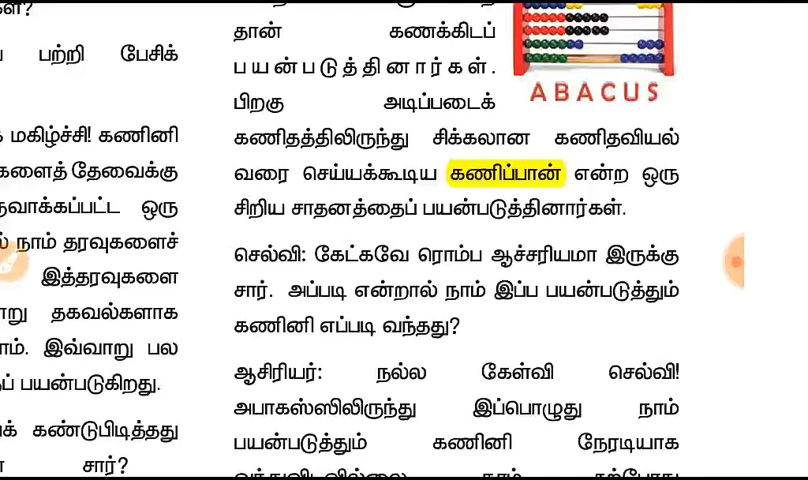 பற்றி பேசிக்
மகிழ்ச்சி! கணினி
களைத் தேவைக்கு
ஒரு
நாம் தரவுகளைச்
இத்தரவுகளை
தகவல்களாக
இவ்வாறு பல
பயன்படுகிறது.
கண்டுபிடித்தது
சார்?
தான் கணக்கிடப்
பயன்படுத்தினார்கள்.
பிறகு அடிப்படைக்
கணிதத்திலிருந்து சிக்கலான கணிதவியல்
வரை செய்யக்கூடிய கணிப்பான் என்ற ஒரு
சிறிய சாதனத்தைப் பயன்படுத்தினார்கள்.
ABACUS
செல்வி: கேட்கவே ரொம்ப ஆச்சரியமா இருக்கு
சார். அப்படி என்றால் நாம் இப்ப பயன்படுத்தும்
கணினி எப்படி வந்தது?
ஆசிரியர்: நல்ல கேள்வி செல்வி!
அபாகஸ்ஸிலிருந்து இப்பொழுது நாம்
பயன்படுத்தும் கணினி நேரடியாக